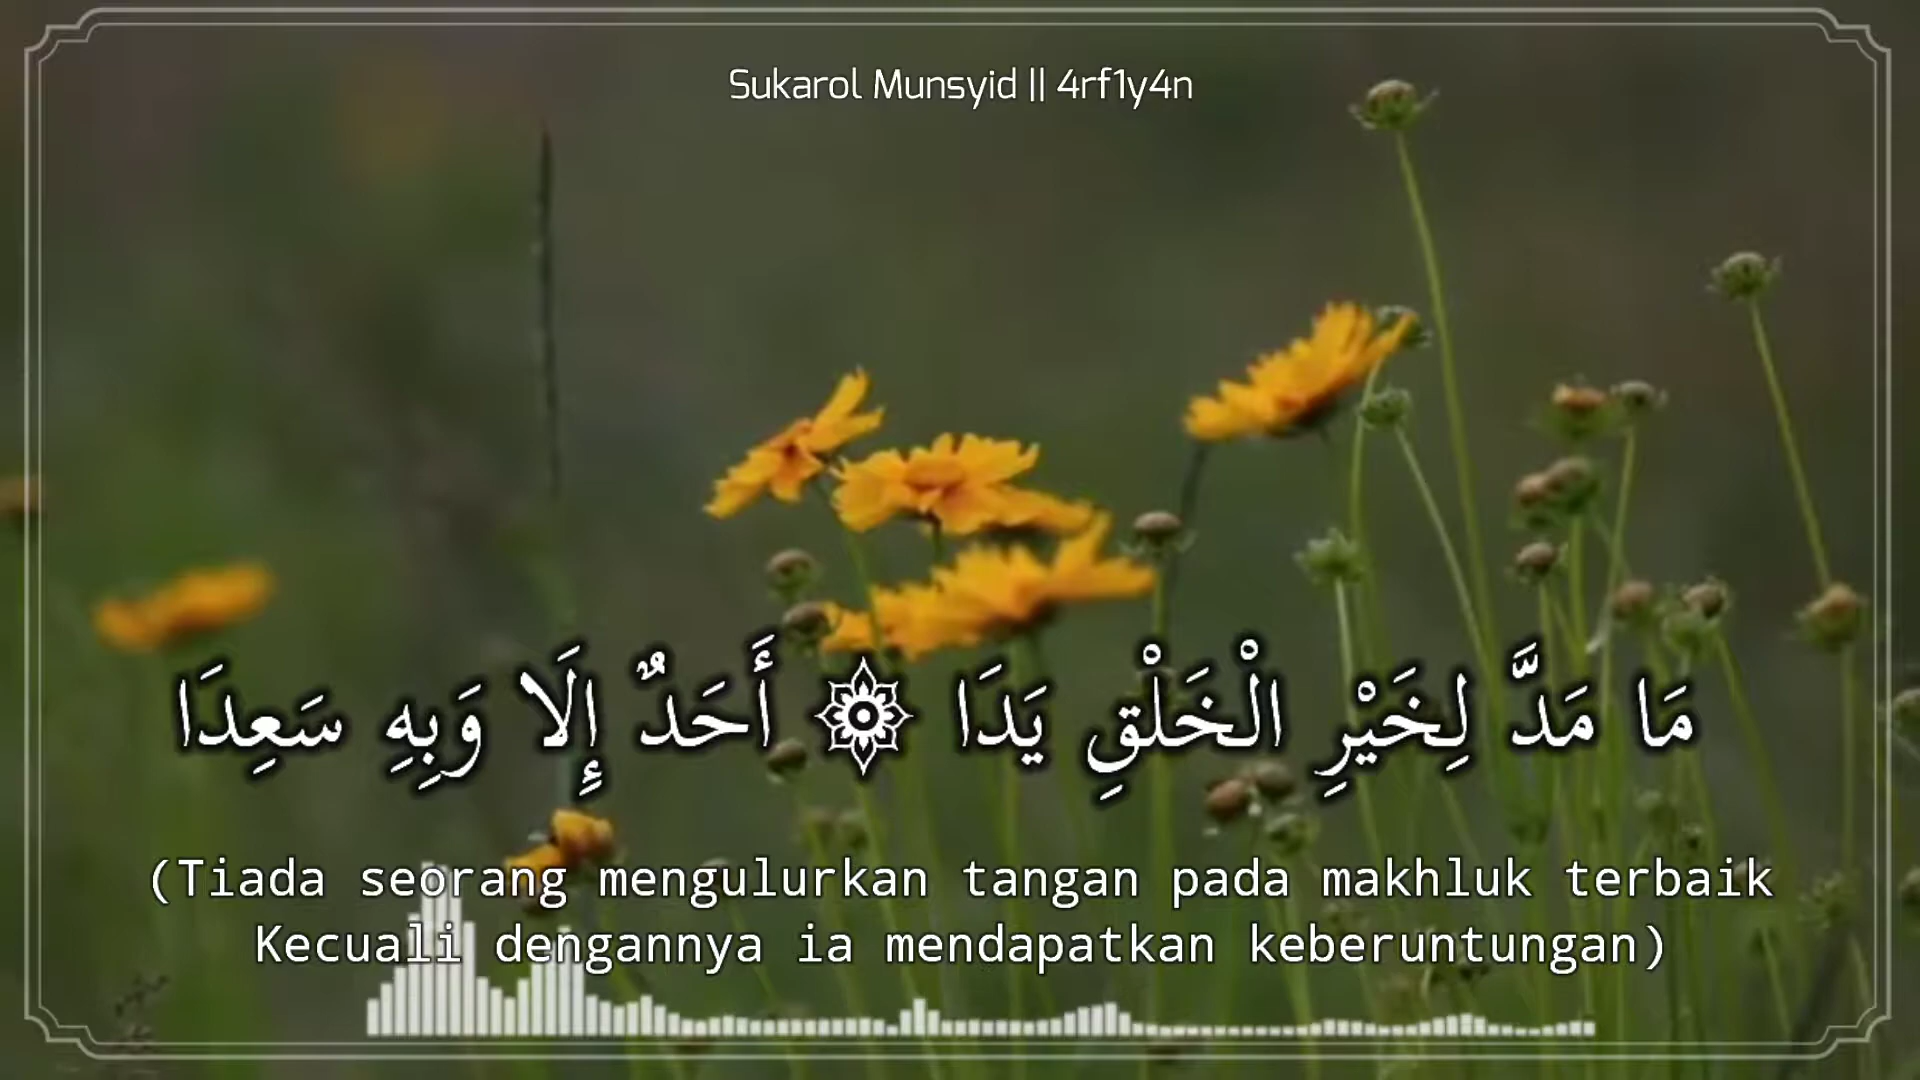 Sukarol Munsyid || 4rf1y4n
مَا مَدَّ لِخَيْرِ الْخَلْقِ يَدَا ۞ أَحَدٌ إِلَا وَبِهِ سَعِدَا
(Tiada seorang mengulurkan tangan pada makhluk terbaik
Kecuali dengannya ia mendapatkan keberuntungan)